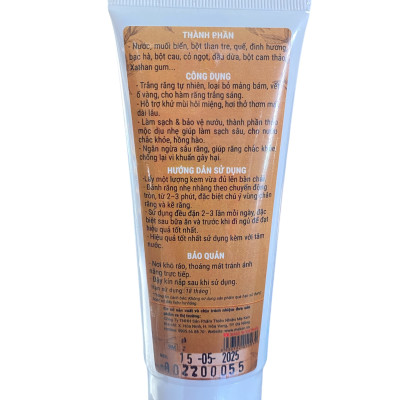 THÀNH PHẦN
- Nước, muối biển, bột than tre, quế, đinh hương
bạc hà, bột cau, cỏ ngọt, dầu dừa, bột cam thảo
Xathan gum...
CÔNG DỤNG
- Trắng răng tự nhiên, loại bỏ mảng bám, vết
ố vàng, cho hàm răng trắng sáng.
- Hỗ trợ khử mùi hôi miệng, hơi thở thơm mát
dài lâu.
- Làm sạch & bảo vệ nướu, thành phần thảo
mộc dịu nhẹ giúp làm sạch sâu, cho nướu
chắc khỏe, hồng hào.
- Ngăn ngừa sâu răng, giúp răng chắc khỏe
chống lại vi khuẩn gây hại.
HƯỚNG DẪN SỬ DỤNG
- Lấy một lượng kem vừa đủ lên bàn chải
- Đánh răng nhẹ nhàng theo chuyển động
tròn, từ 2–3 phút, đặc biệt chú ý vùng chân
răng và kẽ răng.
- Sử dụng đều đặn 2–3 lần mỗi ngày, đặc
biệt sau bữa ăn và trước khi đi ngủ để đạt
hiệu quả tốt nhất.
- Hiệu quả tốt nhất sử dụng kèm với tăm
nước.
BẢO QUẢN
- Nơi khô ráo, thoáng mát tránh ánh
nắng trực tiếp.
- Đậy kín nắp sau khi sử dụng.
Hạn sử dụng: 18 tháng
15-05-2025
02200055